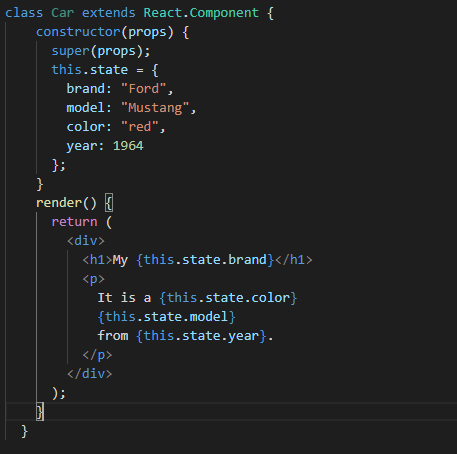 class Car extends React.Component {
    constructor(props) {
      super(props);
      this.state = {
        brand: "Ford",
        model: "Mustang",
        color: "red",
        year: 1964
      };
    }
    render() {
      return (
        <div>
          <h1>My {this.state.brand}</h1>
          <p>
            It is a {this.state.color}
            {this.state.model}
            from {this.state.year}.
          </p>
        </div>
      );
    }
  }